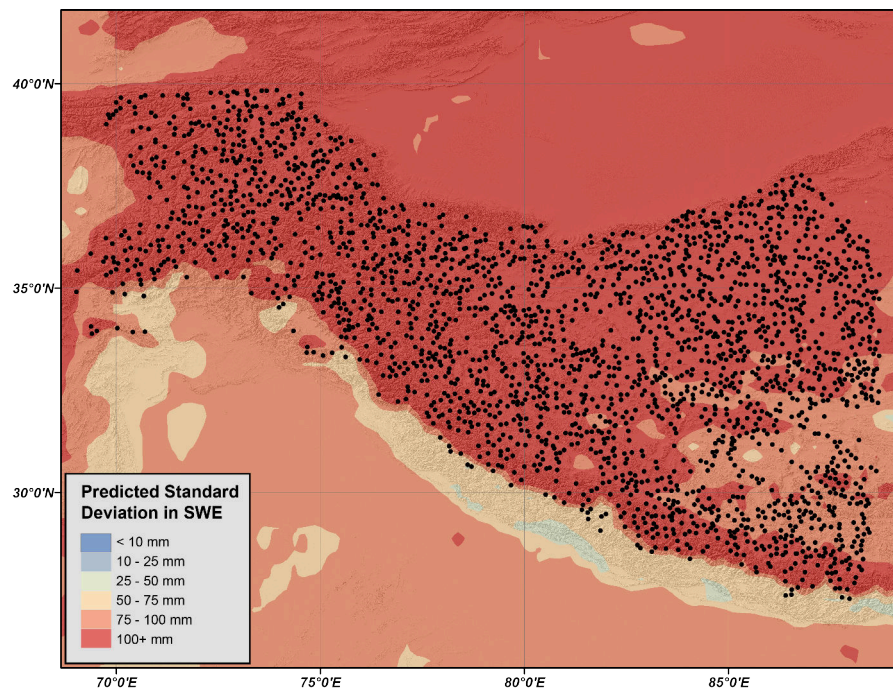 40°0'N
35°0'N
30°0'N
Predicted Standard
Deviation in SWE
< 10 mm
10 - 25 mm
25 - 50 mm
50 - 75 mm
75 - 100 mm
100+ mm
70°0'E
75°0'E
80°0'E
85°0'E